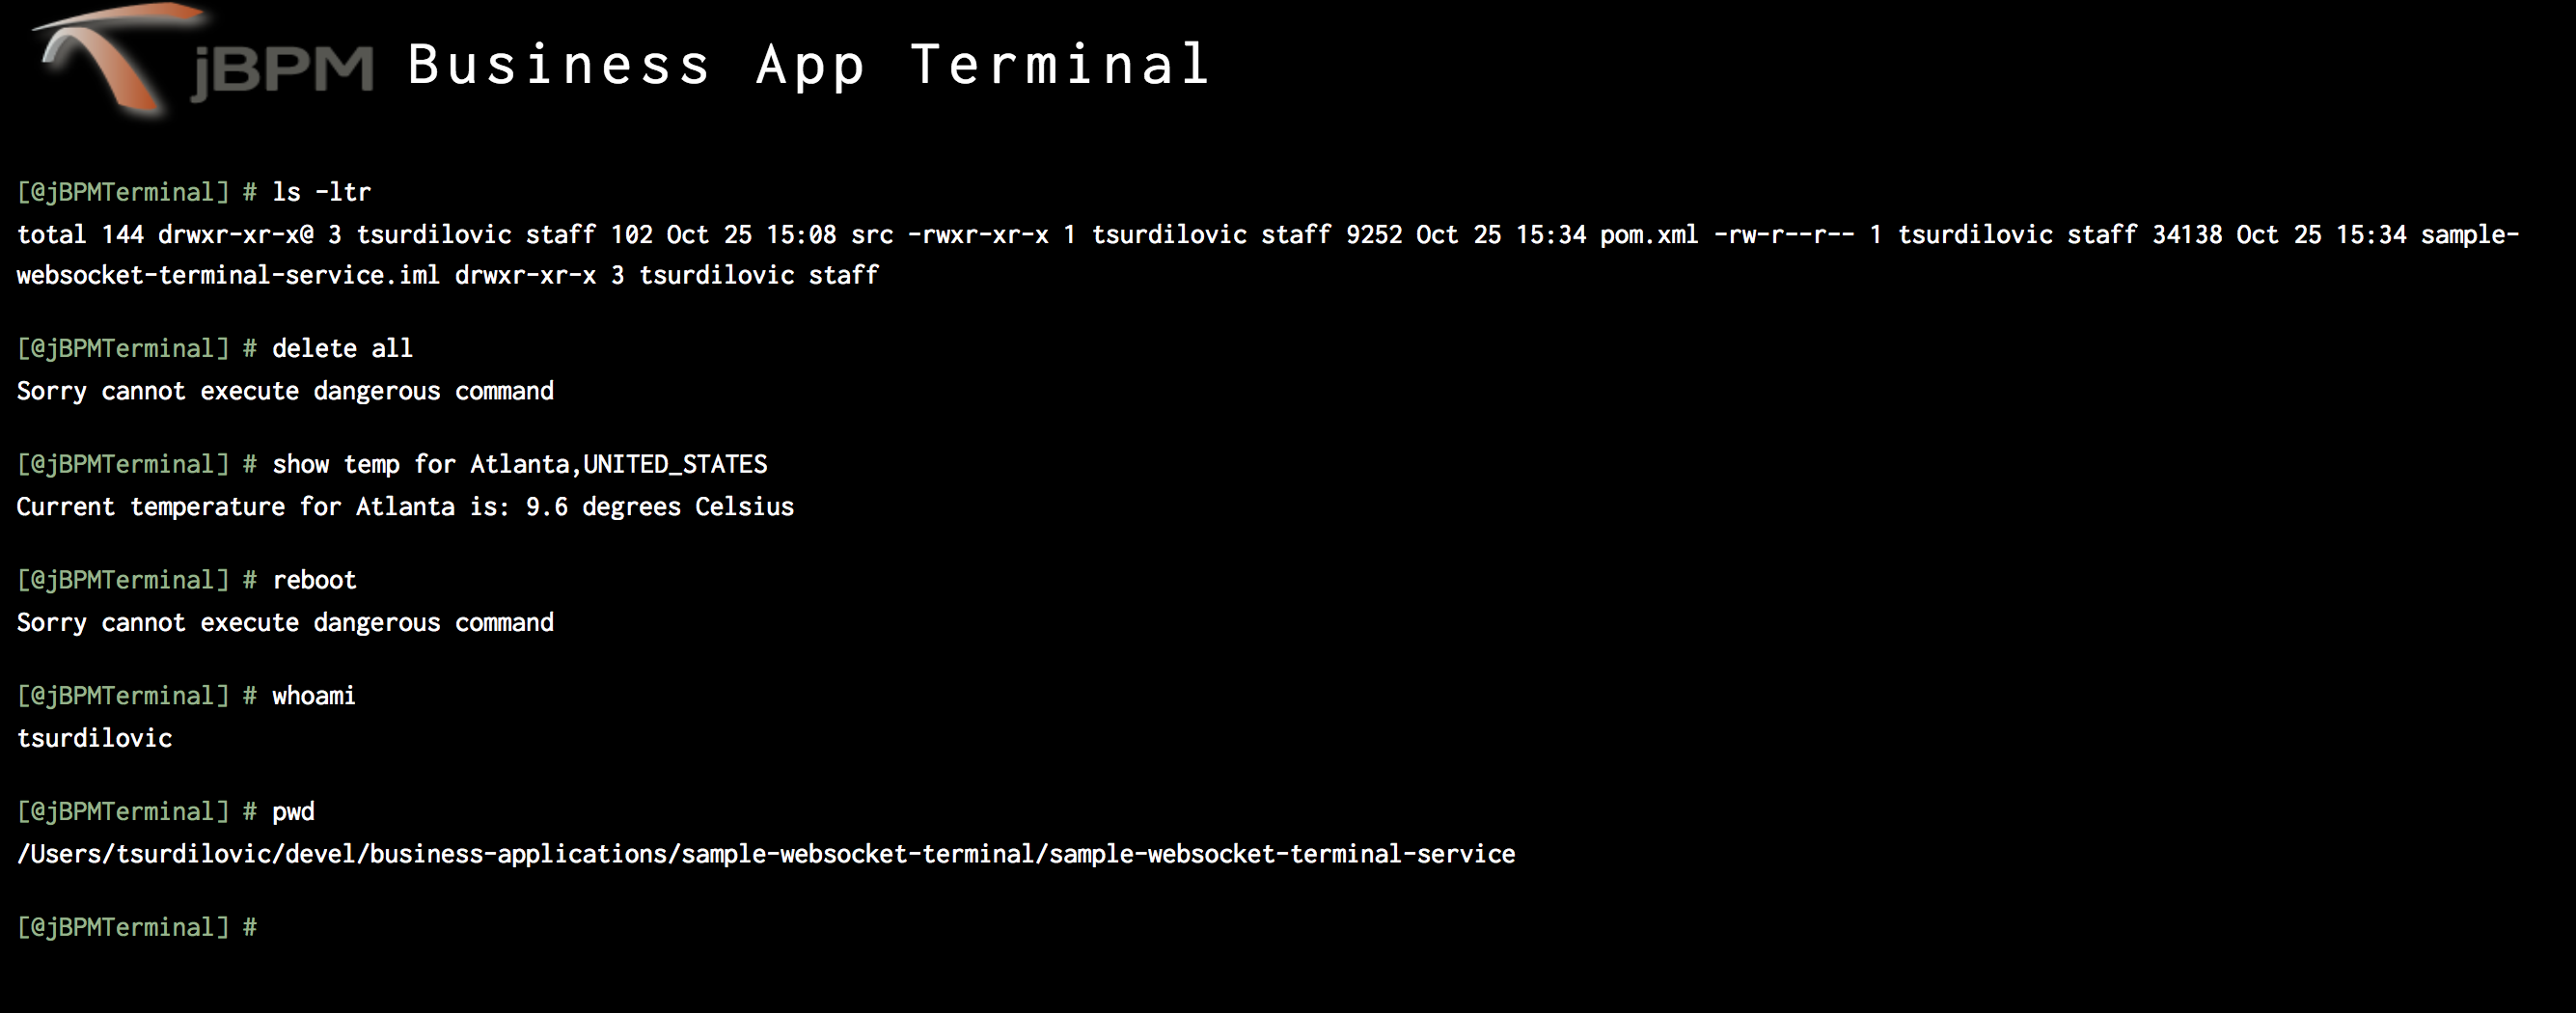 jBPM Business App Terminal
[@jBPMTerminal] # ls -ltr
total 144 drwxr-xr-x@ 3 tsurdilovic staff 102 Oct 25 15:08 src -rwxr-xr-x 1 tsurdilovic staff 9252 Oct 25 15:34 pom.xml -rw-r--r-- 1 tsurdilovic staff 34138 Oct 25 15:34 sample-
websocket-terminal-service.iml drwxr-xr-x 3 tsurdilovic staff
[@jBPMTerminal] # delete all
Sorry cannot execute dangerous command
[@jBPMTerminal] # show temp for Atlanta,UNITED_STATES
Current temperature for Atlanta is: 9.6 degrees Celsius
[@jBPMTerminal] # reboot
Sorry cannot execute dangerous command
[@jBPMTerminal] # whoami
tsurdilovic
[@jBPMTerminal] # pwd
/Users/tsurdilovic/devel/business-applications/sample-websocket-terminal/sample-websocket-terminal-service
[@jBPMTerminal] #